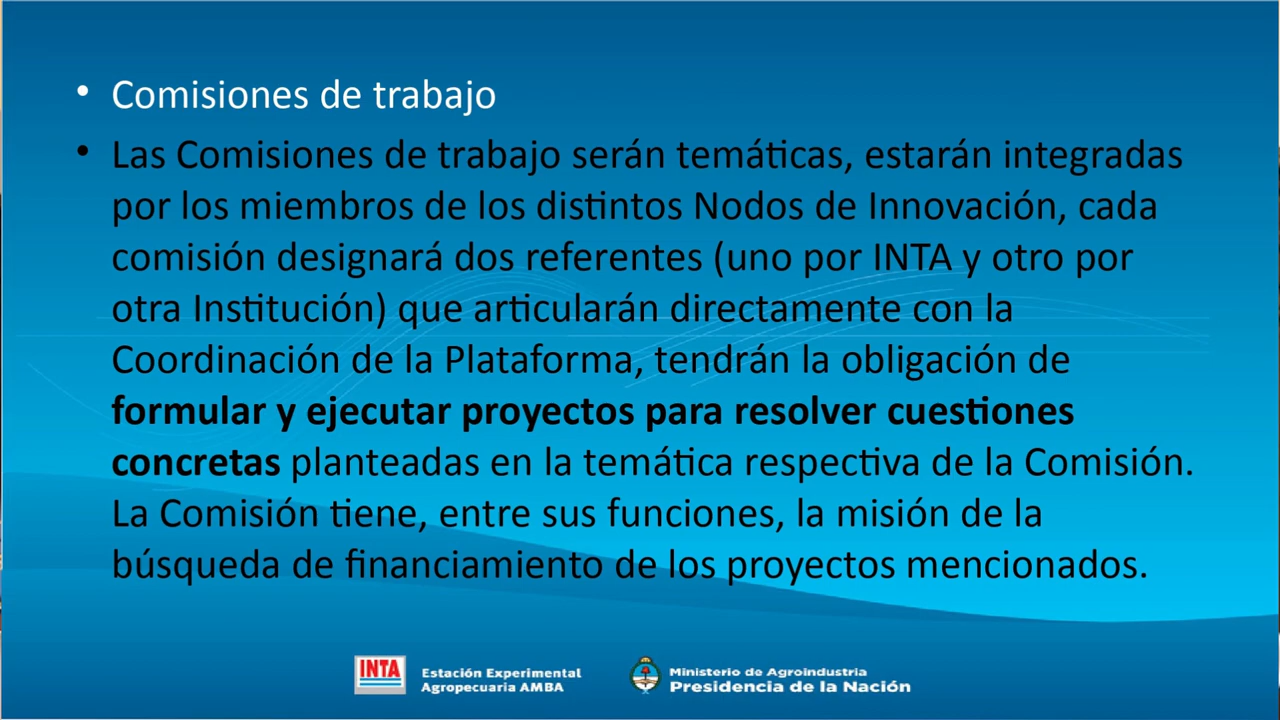 • Comisiones de trabajo
• Las Comisiones de trabajo serán temáticas, estarán integradas
por los miembros de los distintos Nodos de Innovación, cada
comisión designará dos referentes (uno por INTA y otro por
otra Institución) que articularán directamente con la
Coordinación de la Plataforma, tendrán la obligación de
formular y ejecutar proyectos para resolver cuestiones
concretas planteadas en la temática respectiva de la Comisión.
La Comisión tiene, entre sus funciones, la misión de la
búsqueda de financiamiento de los proyectos mencionados.
INTA
Estación Experimental
Agropecuaria AMBA
Ministerio de Agroindustria
Presidencia de la Nación